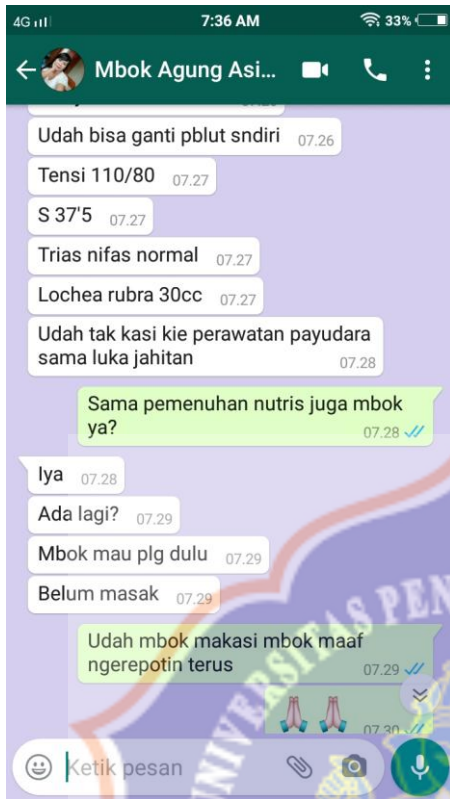 4G
7:36 AM
33%
Mbok Agung Asi...
Udah bisa ganti pblut sndiri 07.26
Tensi 110/80 07.27
S 37'5 07.27
Trias nifas normal 07.27
Lochea rubra 30cc 07.27
Udah tak kasi kie perawatan payudara
sama luka jahitan 07.28
Sama pemenuhan nutris juga mbok
ya? 07.28
Iya 07.28
Ada lagi? 07.29
Mbok mau plg dulu 07.29
Belum masak 07.29
Udah mbok makasi mbok maaf
ngerepotin terus 07.29
🙏🙏 07.30
Ketik pesan